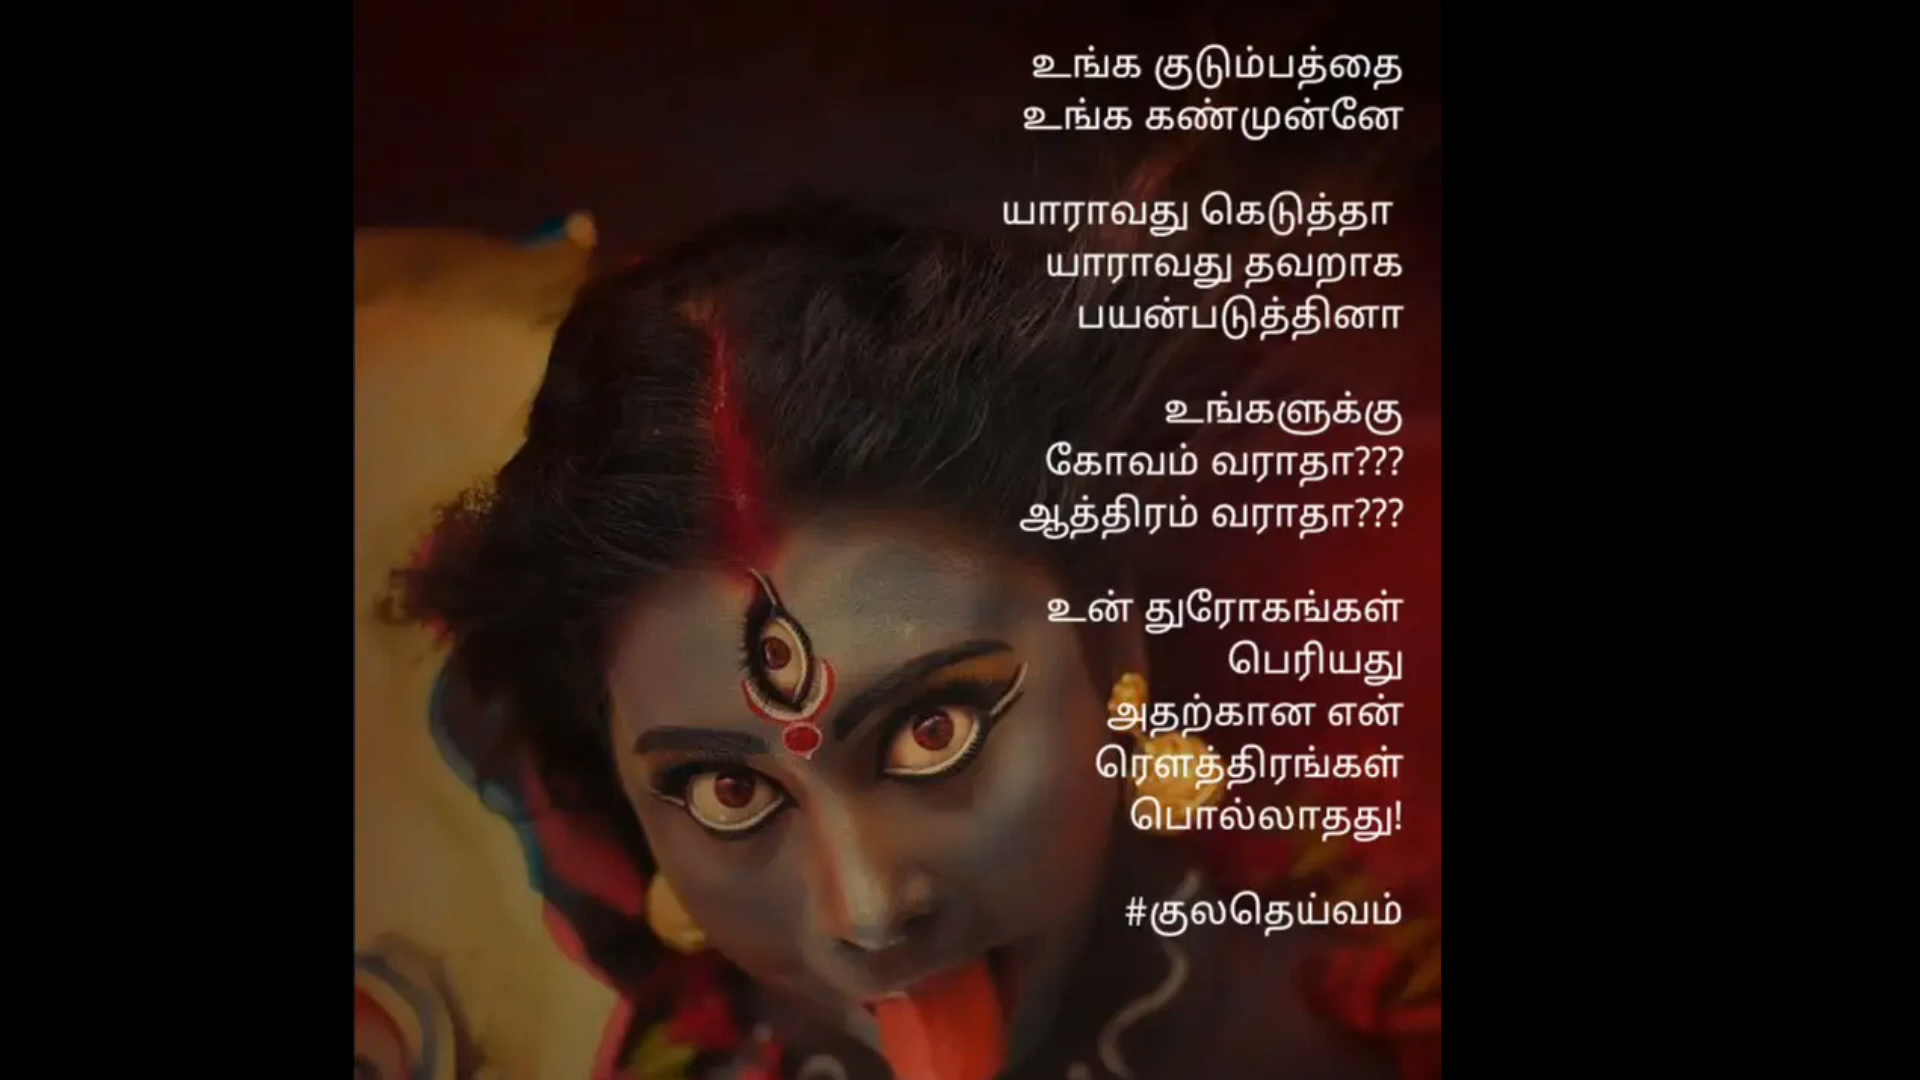 உங்க குடும்பத்தை
உங்க கண்முன்னே
யாராவது கெடுத்தா
யாராவது தவறாக
பயன்படுத்தினா
உங்களுக்கு
கோவம் வராதா???
ஆத்திரம் வராதா???
உன் துரோகங்கள்
பெரியது
அதற்கான என்
ரௌத்திரங்கள்
பொல்லாதது!
#குலதெய்வம்